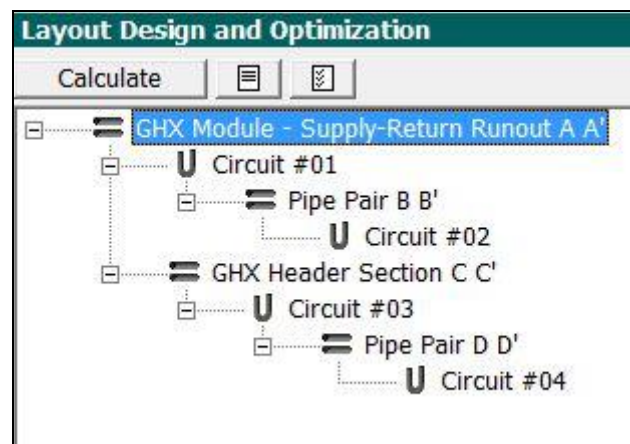 Layout Design and Optimization
Calculate
GHX Module - Supply-Return Runout A A'
Circuit #01
Pipe Pair B B'
Circuit #02
GHX Header Section C C'
Circuit #03
Pipe Pair D D'
Circuit #04